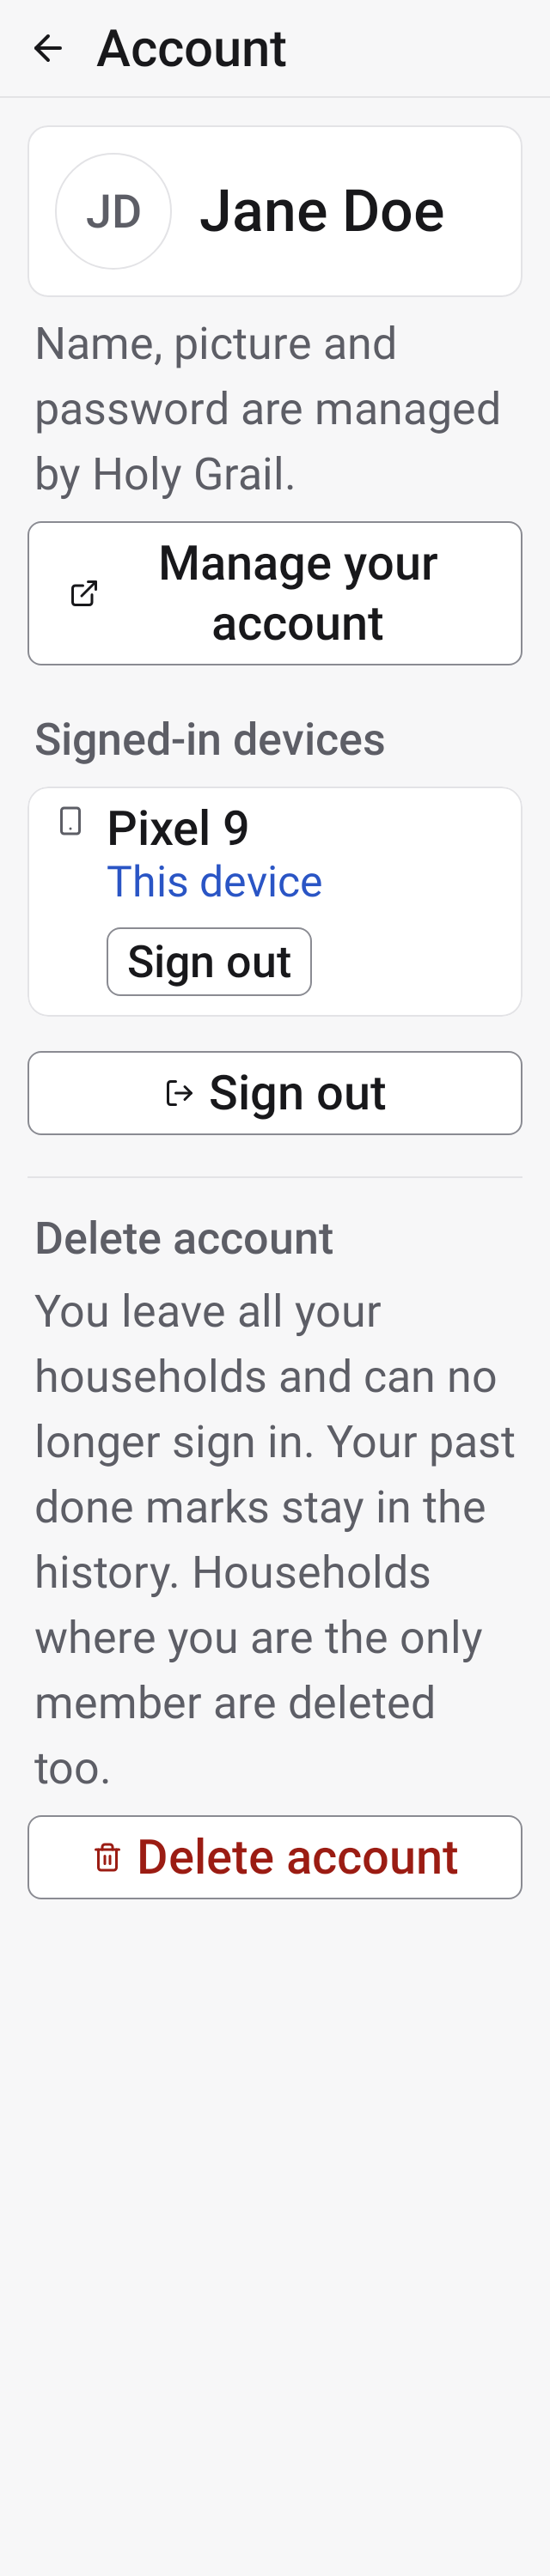 Account
JD
Jane Doe
Name, picture and
password are managed
by Holy Grail.
Manage your
account
Signed-in devices
Pixel 9
This device
Sign out
Sign out
Delete account
You leave all your
households and can no
longer sign in. Your past
done marks stay in the
history. Households
where you are the only
member are deleted
too.
Delete account